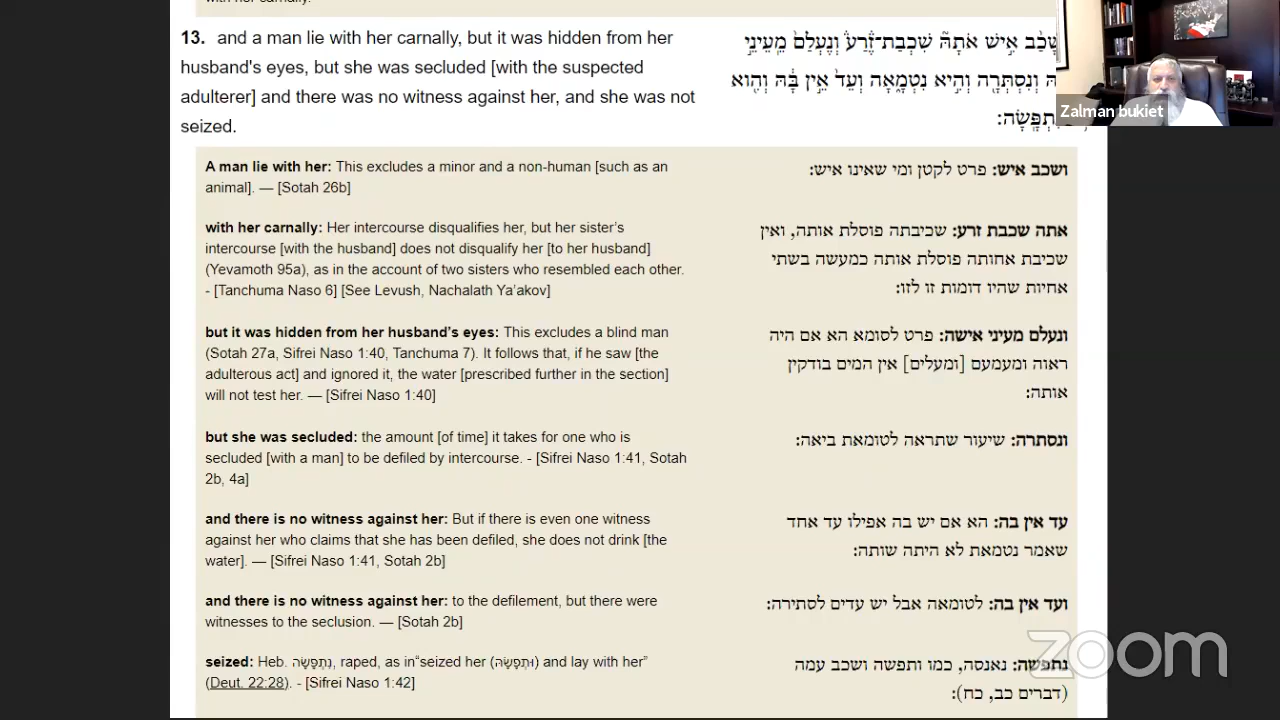 with her carnally.
13. and a man lie with her carnally, but it was hidden from her
husband's eyes, but she was secluded [with the suspected
adulterer] and there was no witness against her, and she was not
seized.
שָׁכַ֨ב אִ֣ישׁ אֹתָהּ֘ שִׁכְבַת־זֶ֒רַע֒ וְנֶעְלַם֙ מֵֽעֵינֵ֣י
וְנִסְתְּרָ֖ה וְהִ֣יא נִטְמָ֑אָה וְעֵד֙ אֵ֣ין בָּ֔הּ וְהִ֖וא
Zalman bukiet
A man lie with her: This excludes a minor and a non-human [such as an
animal]. — [Sotah 26b]
ושכב איש: פרט לקטן ומי שאינו איש:
with her carnally: Her intercourse disqualifies her, but her sister's
intercourse [with the husband] does not disqualify her [to her husband]
(Yevamoth 95a), as in the account of two sisters who resembled each other.
- [Tanchuma Naso 6] [See Levush, Nachalath Ya'akov]
אתה שכבת זרע: שכיבתה פוסלת אותה, ואין
שכיבת אחותה פוסלת אותה כמעשה בשתי
אחיות שהיו דומות זו לזו:
but it was hidden from her husband's eyes: This excludes a blind man
(Sotah 27a, Sifrei Naso 1:40, Tanchuma 7). It follows that, if he saw [the
adulterous act] and ignored it, the water [prescribed further in the section]
will not test her. — [Sifrei Naso 1:40]
ונעלם מעיני אישה: פרט לסומא הא אם היה
ראוה ומעמעם [ומעלים] אין המים בודקין
אותה:
but she was secluded: the amount [of time] it takes for one who is
secluded [with a man] to be defiled by intercourse. - [Sifrei Naso 1:41, Sotah
2b, 4a]
ונסתרה: שיעור שתראה לטומאת ביאה:
and there is no witness against her: But if there is even one witness
against her who claims that she has been defiled, she does not drink [the
water]. — [Sifrei Naso 1:41, Sotah 2b]
עד אין בה: הא אם יש בה אפילו עד אחד
שאמר נטמאת לא היתה שותה:
and there is no witness against her: to the defilement, but there were
witnesses to the seclusion. — [Sotah 2b]
ועד אין בה: לטומאה אבל יש עדים לסתירה:
seized: Heb. נִתְפָּשָׂה, raped, as in"seized her (וּתְפָשָׂהּ) and lay with her"
(Deut. 22:28). - [Sifrei Naso 1:42]
נתפשה: נאנסה, כמו ותפשה ושכב עמה
(דברים כב, כח):
zoom